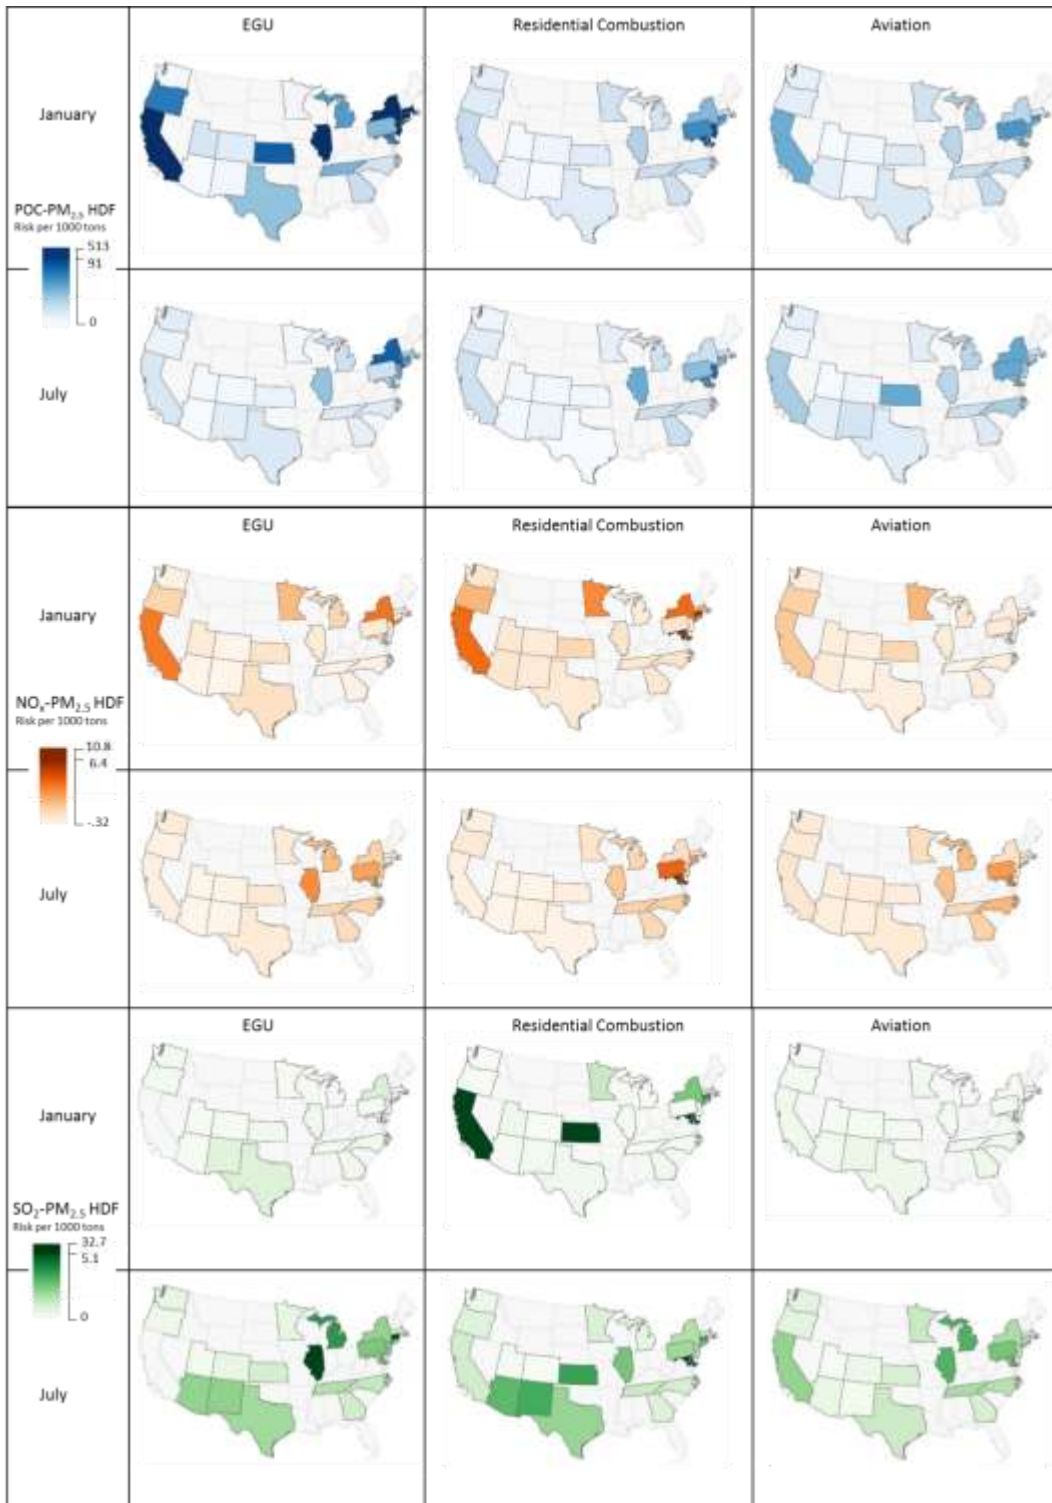 EGU Residential Combustion Aviation
January
POC-PM2.5 HDF
Risk per 1000 tons
513
91
0
July
EGU Residential Combustion Aviation
January
NOx-PM2.5 HDF
Risk per 1000 tons
10.8
6.4
-.32
July
EGU Residential Combustion Aviation
January
SO2-PM2.5 HDF
Risk per 1000 tons
32.7
5.1
0
July